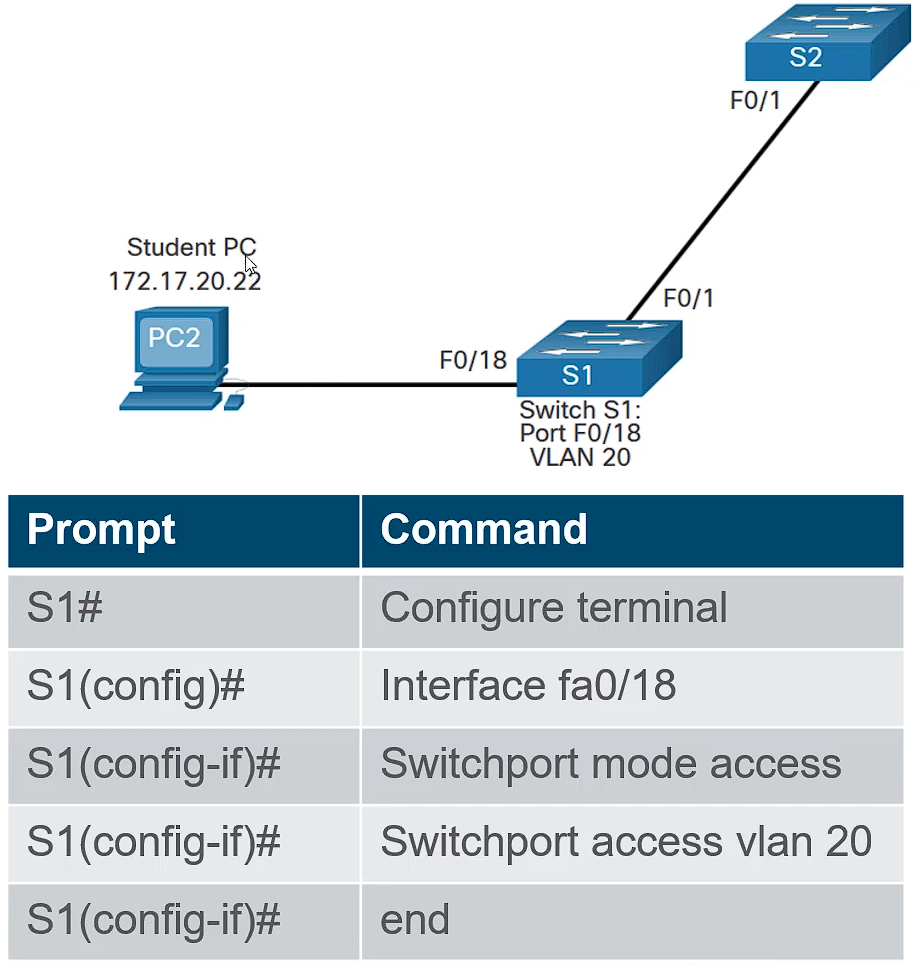 S2
F0/1
Student PC
172.17.20.22
F0/1
PC2
F0/18
S1
Switch S1:
Port F0/18
VLAN 20
Prompt Command
S1# Configure terminal
S1(config)# Interface fa0/18
S1(config-if)# Switchport mode access
S1(config-if)# Switchport access vlan 20
S1(config-if)# end